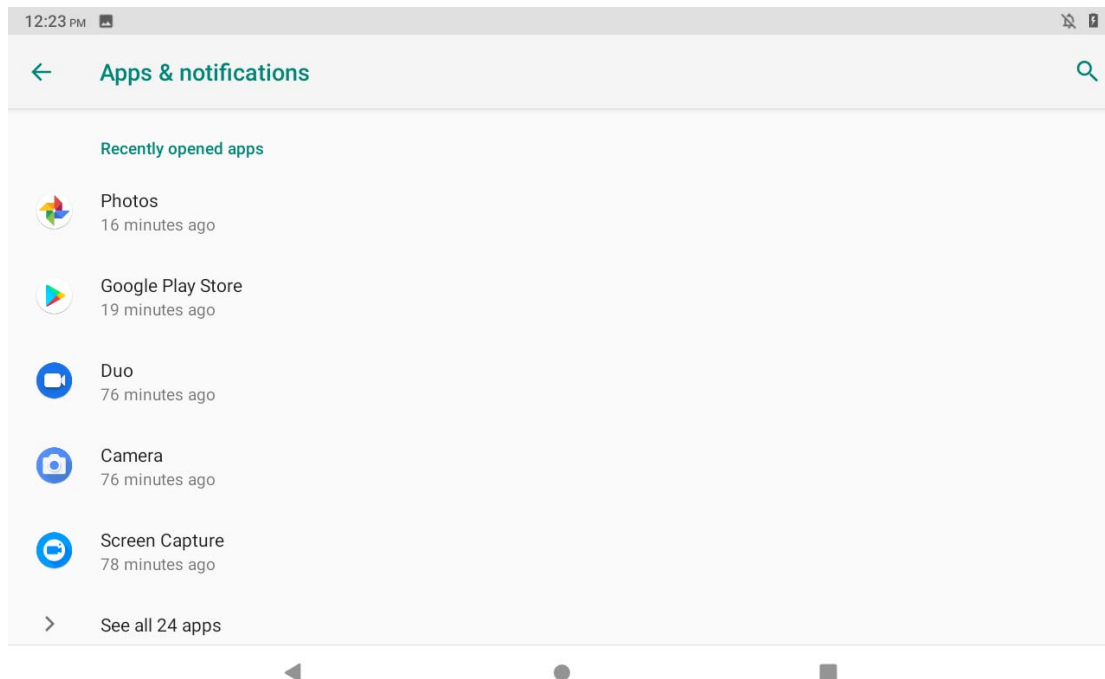 12:23 PM
Apps & notifications
Recently opened apps
Photos
16 minutes ago
Google Play Store
19 minutes ago
Duo
76 minutes ago
Camera
76 minutes ago
Screen Capture
78 minutes ago
See all 24 apps